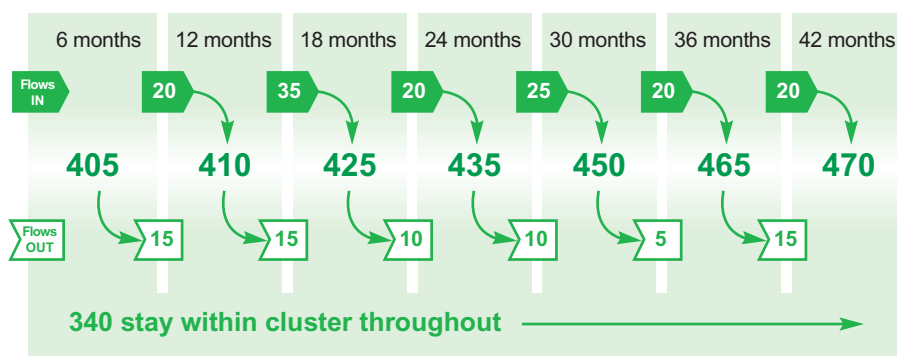 6 months 12 months 18 months 24 months 30 months 36 months 42 months
Flows
IN
20 35 20 25 20 20
405 410 425 435 450 465 470
Flows
OUT
15 15 10 10 5 15
340 stay within cluster throughout